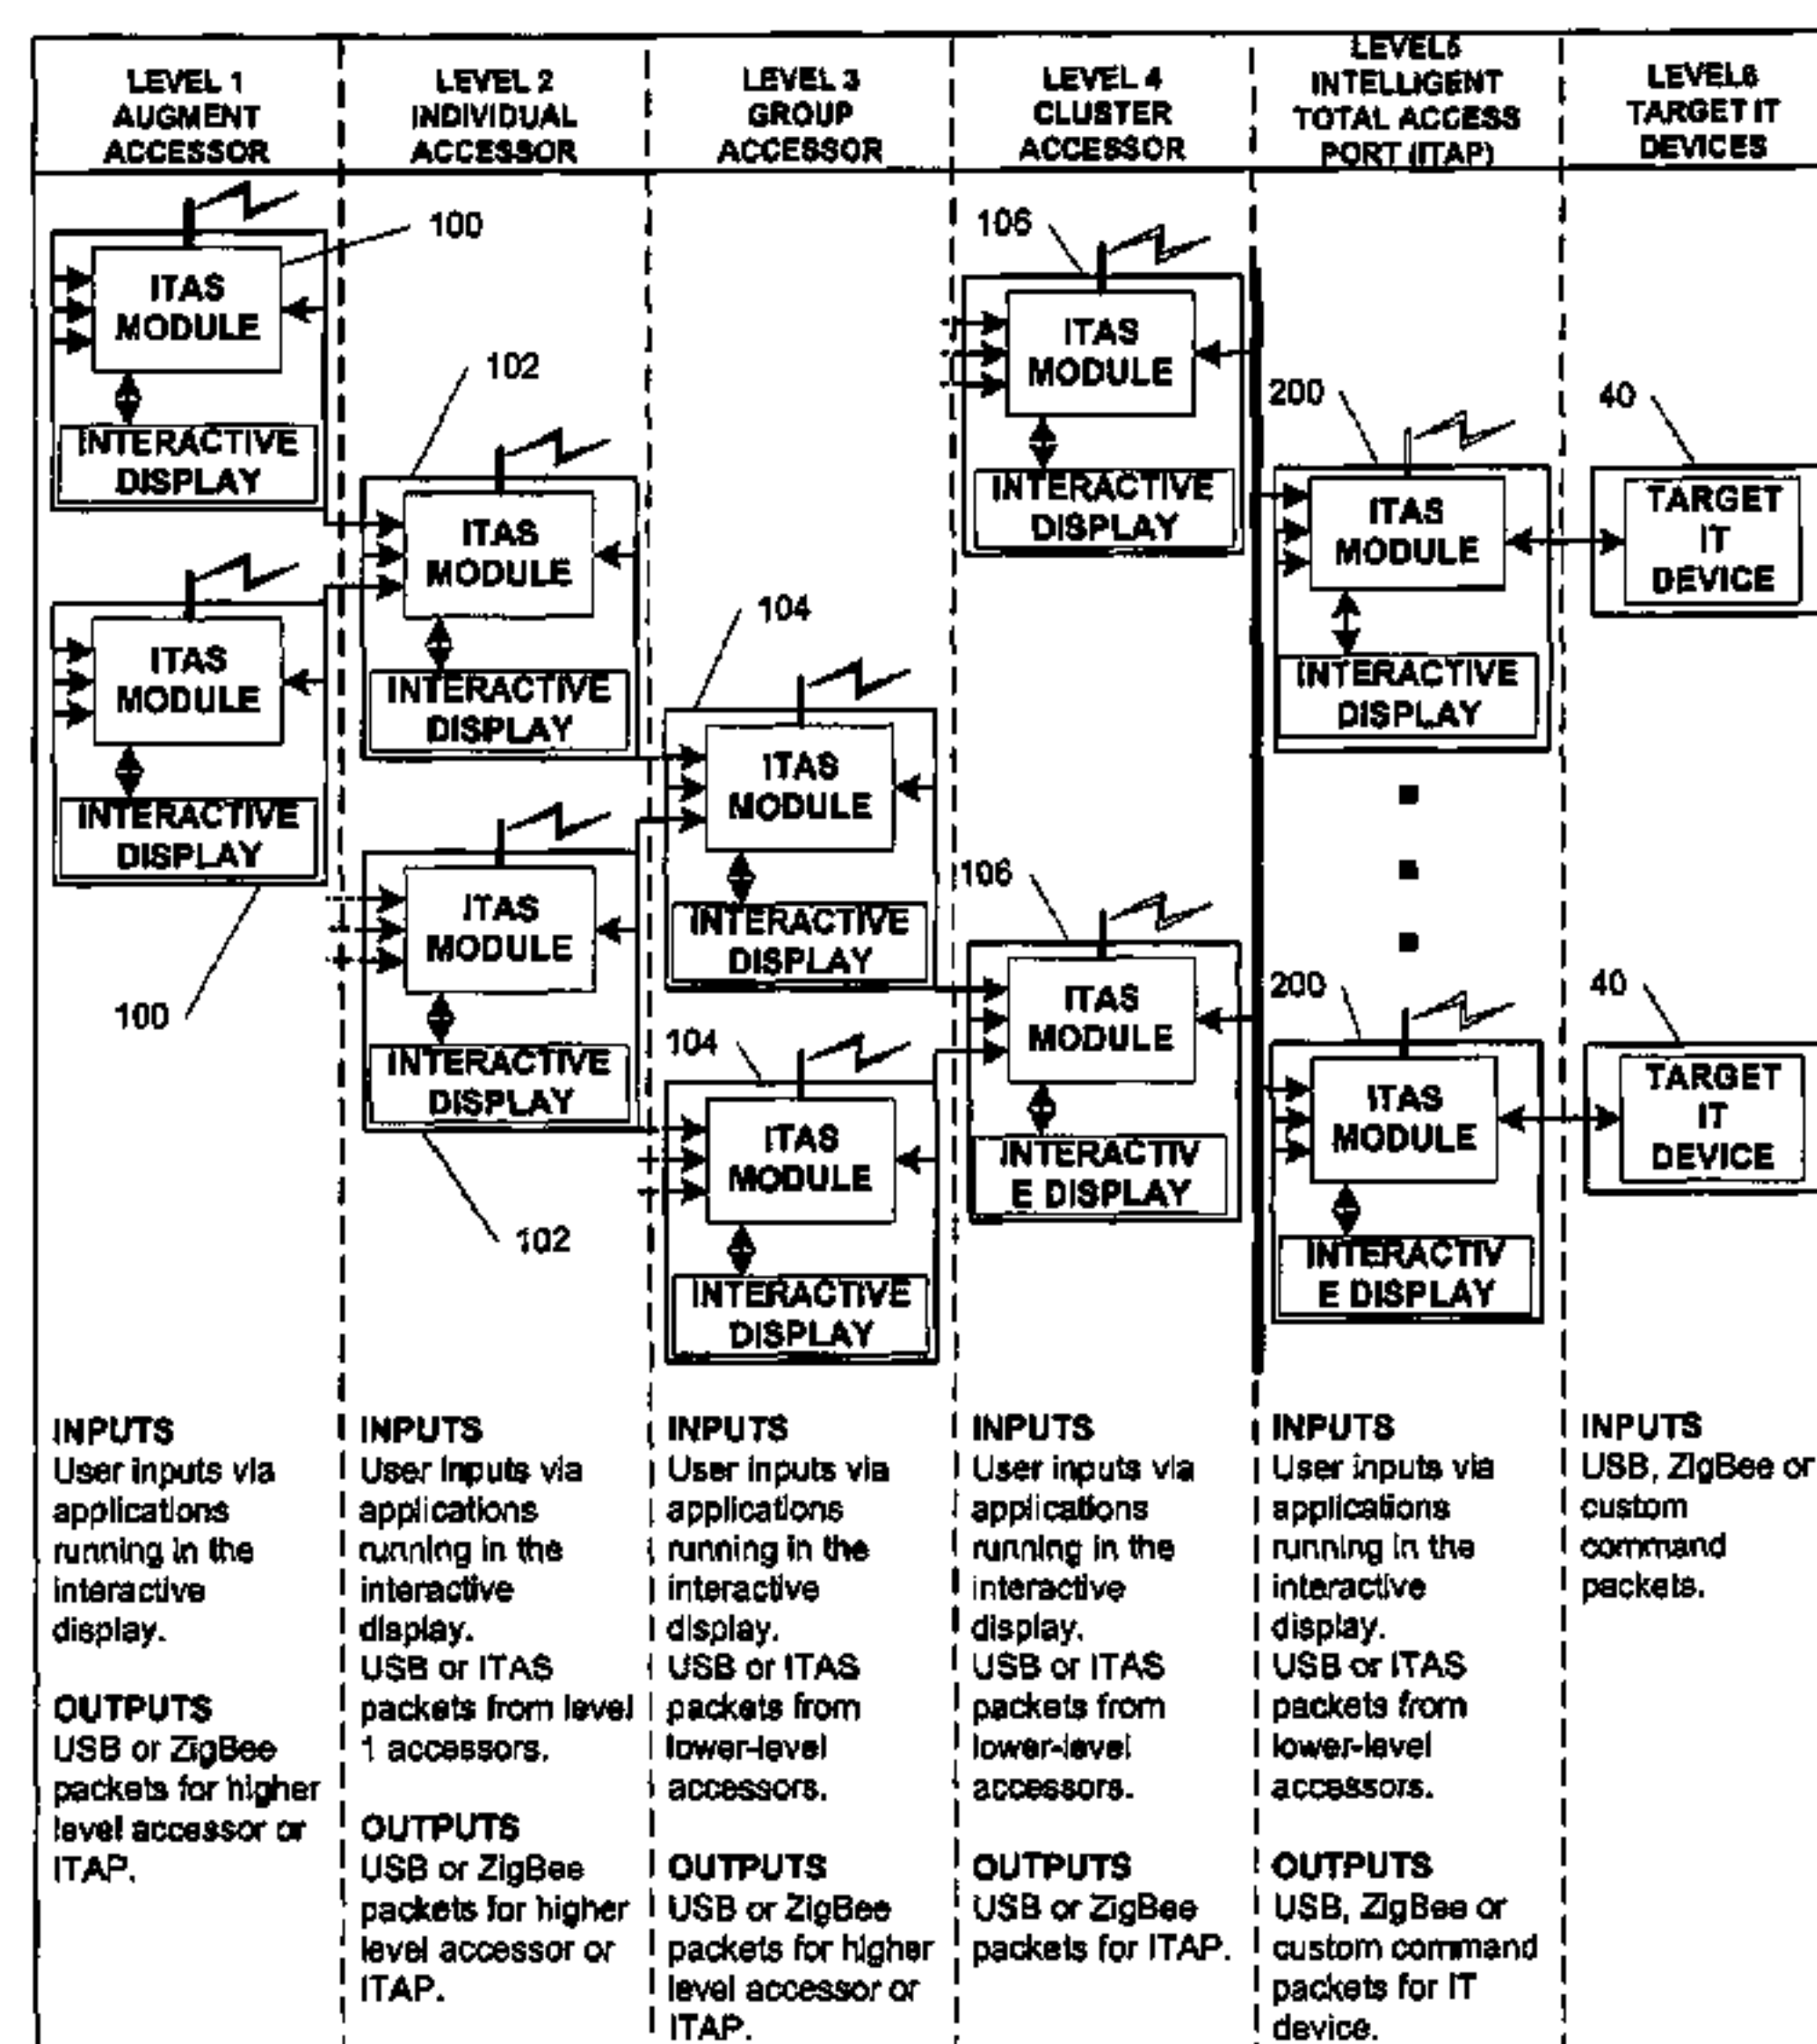 LEVEL 1
AUGMENT
ACCESSOR
LEVEL 2
INDIVIDUAL
ACCESSOR
LEVEL 3
GROUP
ACCESSOR
LEVEL 4
CLUSTER
ACCESSOR
LEVEL5
INTELLIGENT
TOTAL ACCESS
PORT (ITAP)
LEVEL6
TARGET IT
DEVICES
100
ITAS
MODULE
INTERACTIVE
DISPLAY
ITAS
MODULE
INTERACTIVE
DISPLAY
100
102
ITAS
MODULE
INTERACTIVE
DISPLAY
ITAS
MODULE
INTERACTIVE
DISPLAY
102
104
ITAS
MODULE
INTERACTIVE
DISPLAY
104
ITAS
MODULE
INTERACTIVE
DISPLAY
106
ITAS
MODULE
INTERACTIVE
DISPLAY
106
ITAS
MODULE
INTERACTIV
E DISPLAY
200
ITAS
MODULE
INTERACTIVE
DISPLAY
200
ITAS
MODULE
INTERACTIV
E DISPLAY
40
TARGET
IT
DEVICE
40
TARGET
IT
DEVICE
INPUTS
User inputs via
applications
running in the
interactive
display.
OUTPUTS
USB or ZigBee
packets for higher
level accessor or
ITAP.
INPUTS
User inputs via
applications
running in the
interactive
display.
USB or ITAS
packets from level
1 accessors.
OUTPUTS
USB or ZigBee
packets for higher
level accessor or
ITAP.
INPUTS
User inputs via
applications
running in the
interactive
display.
USB or ITAS
packets from
lower-level
accessors.
OUTPUTS
USB or ZigBee
packets for higher
level accessor or
ITAP.
INPUTS
User inputs via
applications
running in the
interactive
display.
USB or ITAS
packets from
lower-level
accessors.
OUTPUTS
USB or ZigBee
packets for ITAP.
INPUTS
User inputs via
applications
running in the
interactive
display.
USB or ITAS
packets from
lower-level
accessors.
OUTPUTS
USB, ZigBee or
custom command
packets for IT
device.
INPUTS
USB, ZigBee or
custom
command
packets.